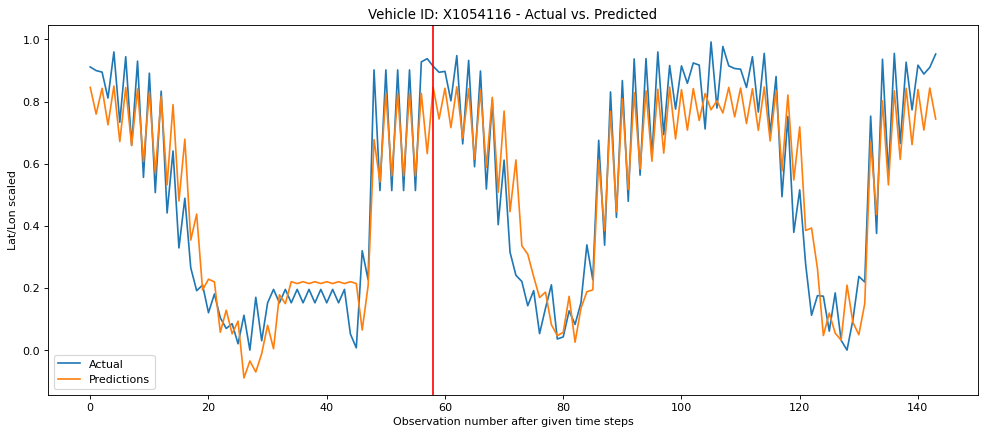 Vehicle ID: X1054116 - Actual vs. Predicted
Lat/Lon scaled
1.0
0.8
0.6
0.4
0.2
0.0
Actual
Predictions
0 20 40 60 80 100 120 140
Observation number after given time steps